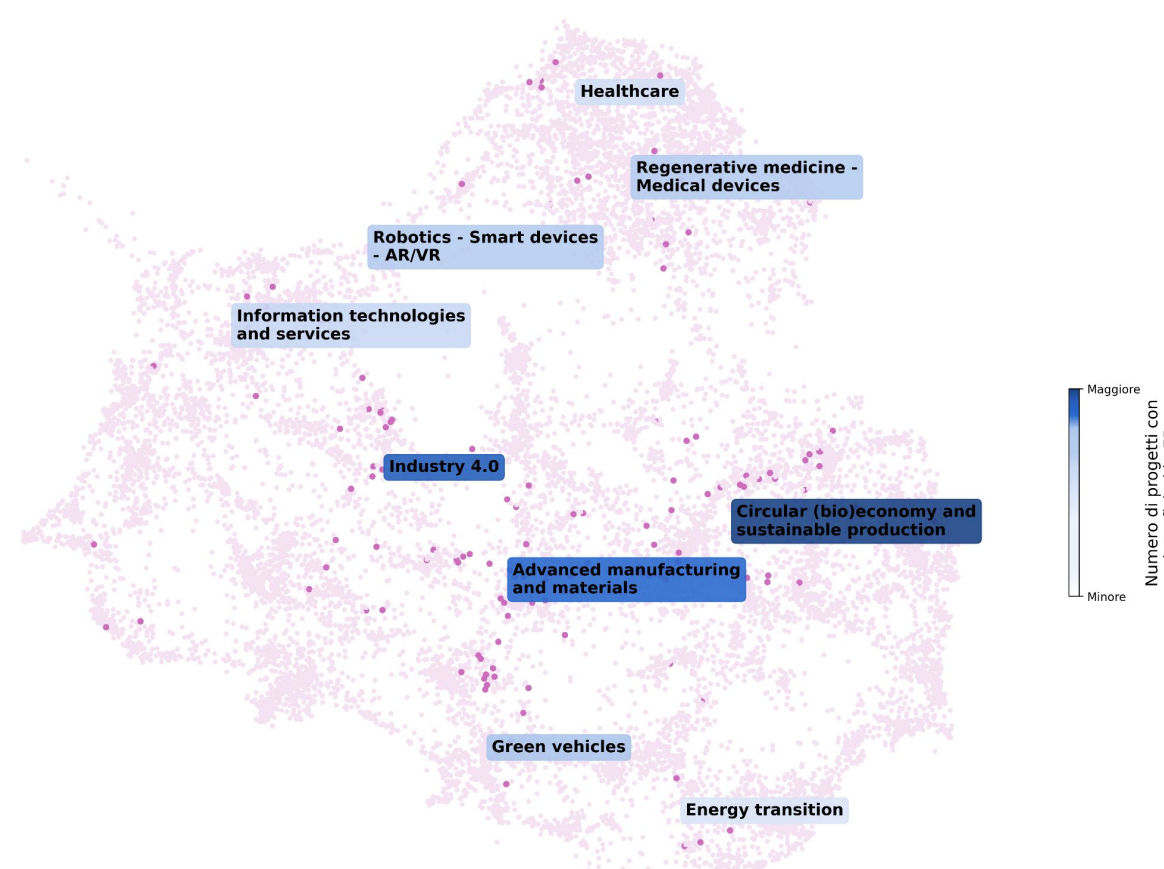 Healthcare
Regenerative medicine -
Medical devices
Robotics - Smart devices
- AR/VR
Information technologies
and services
Industry 4.0
Circular (bio)economy and
sustainable production
Advanced manufacturing
and materials
Green vehicles
Energy transition
Maggiore
Minore
Numero di progetti con